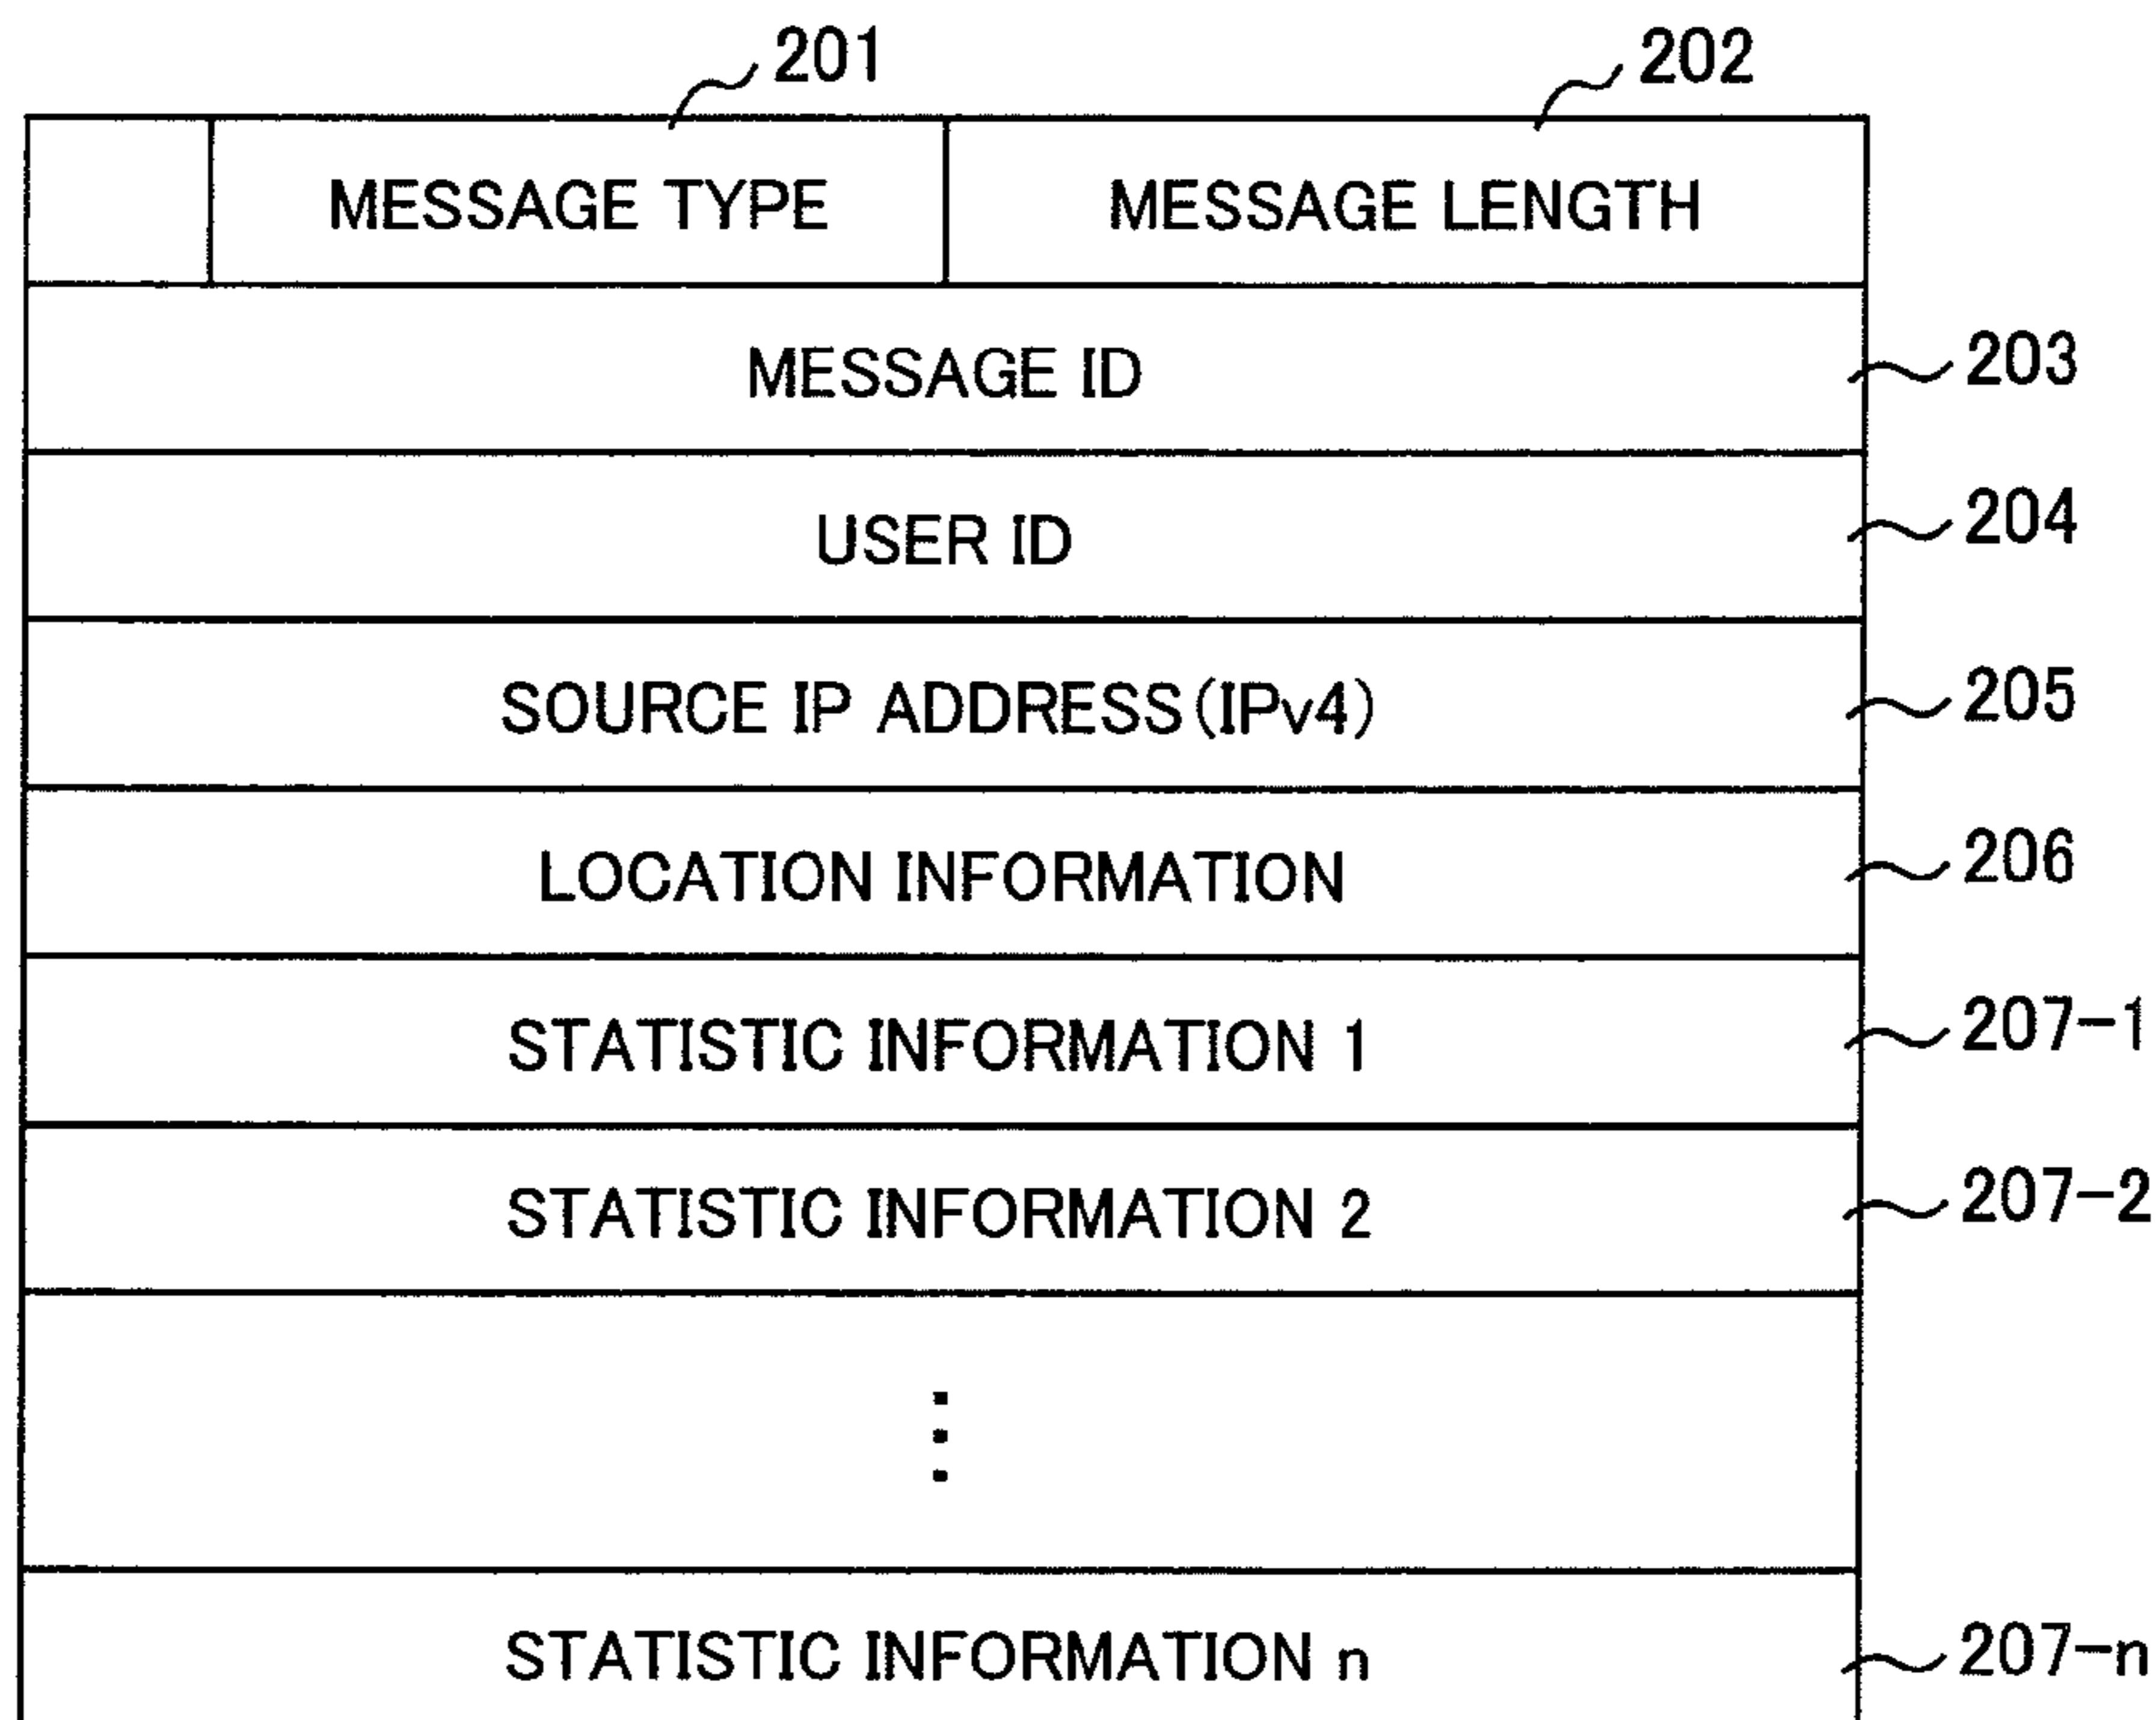 201 202
MESSAGE TYPE MESSAGE LENGTH
MESSAGE ID 203
USER ID 204
SOURCE IP ADDRESS(IPv4) 205
LOCATION INFORMATION 206
STATISTIC INFORMATION 1 207-1
STATISTIC INFORMATION 2 207-2
STATISTIC INFORMATION n 207-n